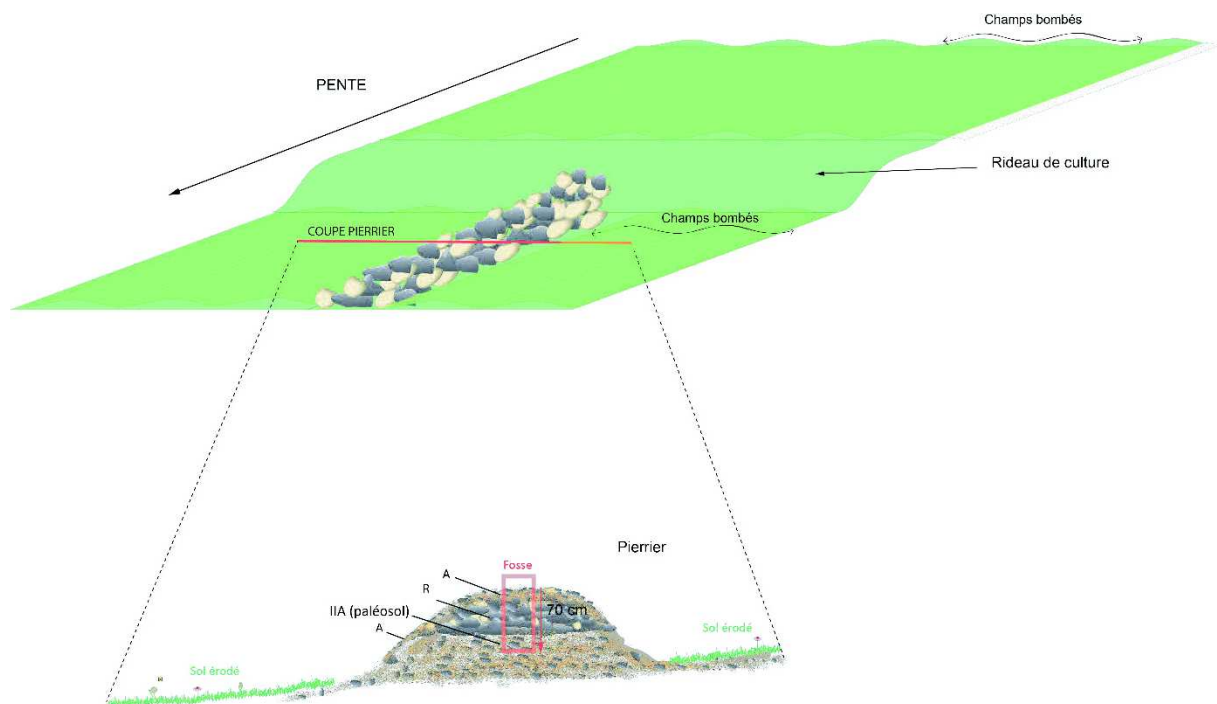 Champs bombés
PENTE
Rideau de culture
Champs bombés
COUPE PIERRIER
Pierrier
Fosse
A
R
70 cm
IIA (paléosol)
A
Sol érodé
Sol érodé